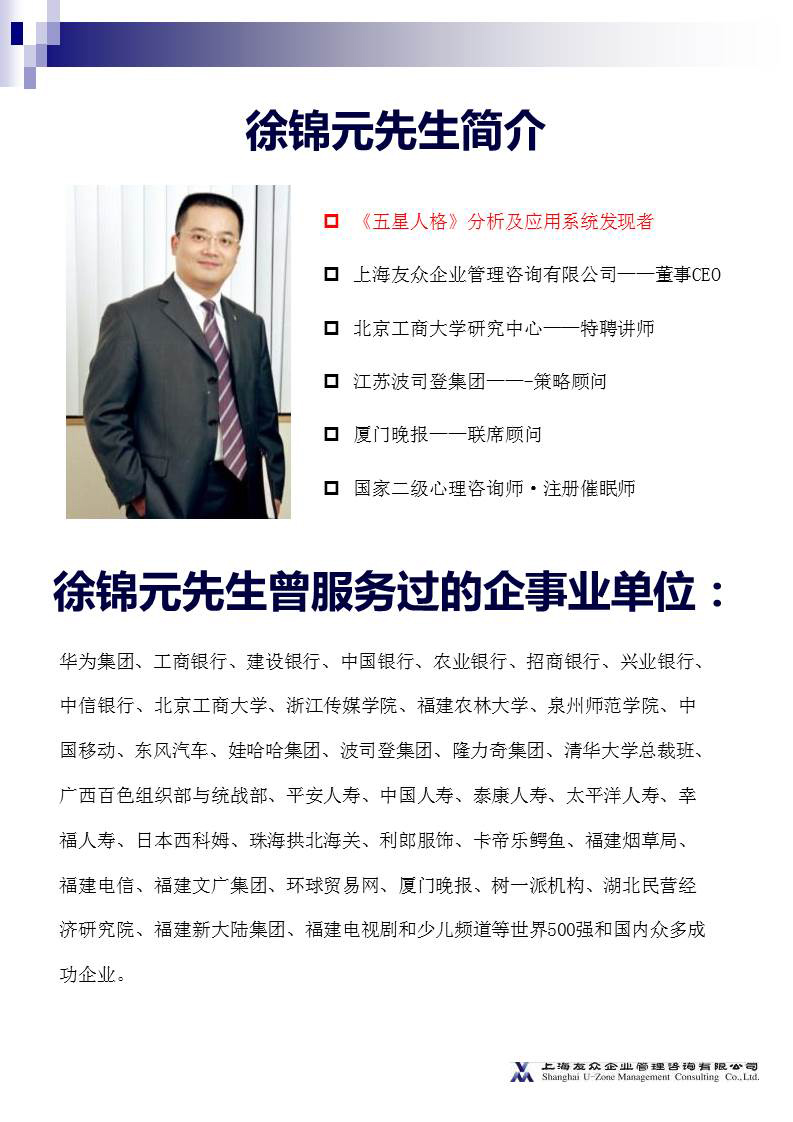 徐锦元先生简介
《五星人格》分析及应用系统发现者
上海友众企业管理咨询有限公司——董事CEO
北京工商大学研究中心——特聘讲师
江苏波司登集团——-策略顾问
厦门晚报——联席顾问
国家二级心理咨询师·注册催眠师
徐锦元先生曾服务过的企事业单位：
华为集团、工商银行、建设银行、中国银行、农业银行、招商银行、兴业银行、
中信银行、北京工商大学、浙江传媒学院、福建农林大学、泉州师范学院、中
国移动、东风汽车、娃哈哈集团、波司登集团、隆力奇集团、清华大学总裁班、
广西百色组织部与统战部、平安人寿、中国人寿、泰康人寿、太平洋人寿、幸
福人寿、日本西科姆、珠海拱北海关、利郎服饰、卡帝乐鳄鱼、福建烟草局、
福建电信、福建文广集团、环球贸易网、厦门晚报、树一派机构、湖北民营经
济研究院、福建新大陆集团、福建电视剧和少儿频道等世界500强和国内众多成
功企业。
上海友众企业管理咨询有限公司
Shanghai U-Zone Management Consulting Co.,Ltd.